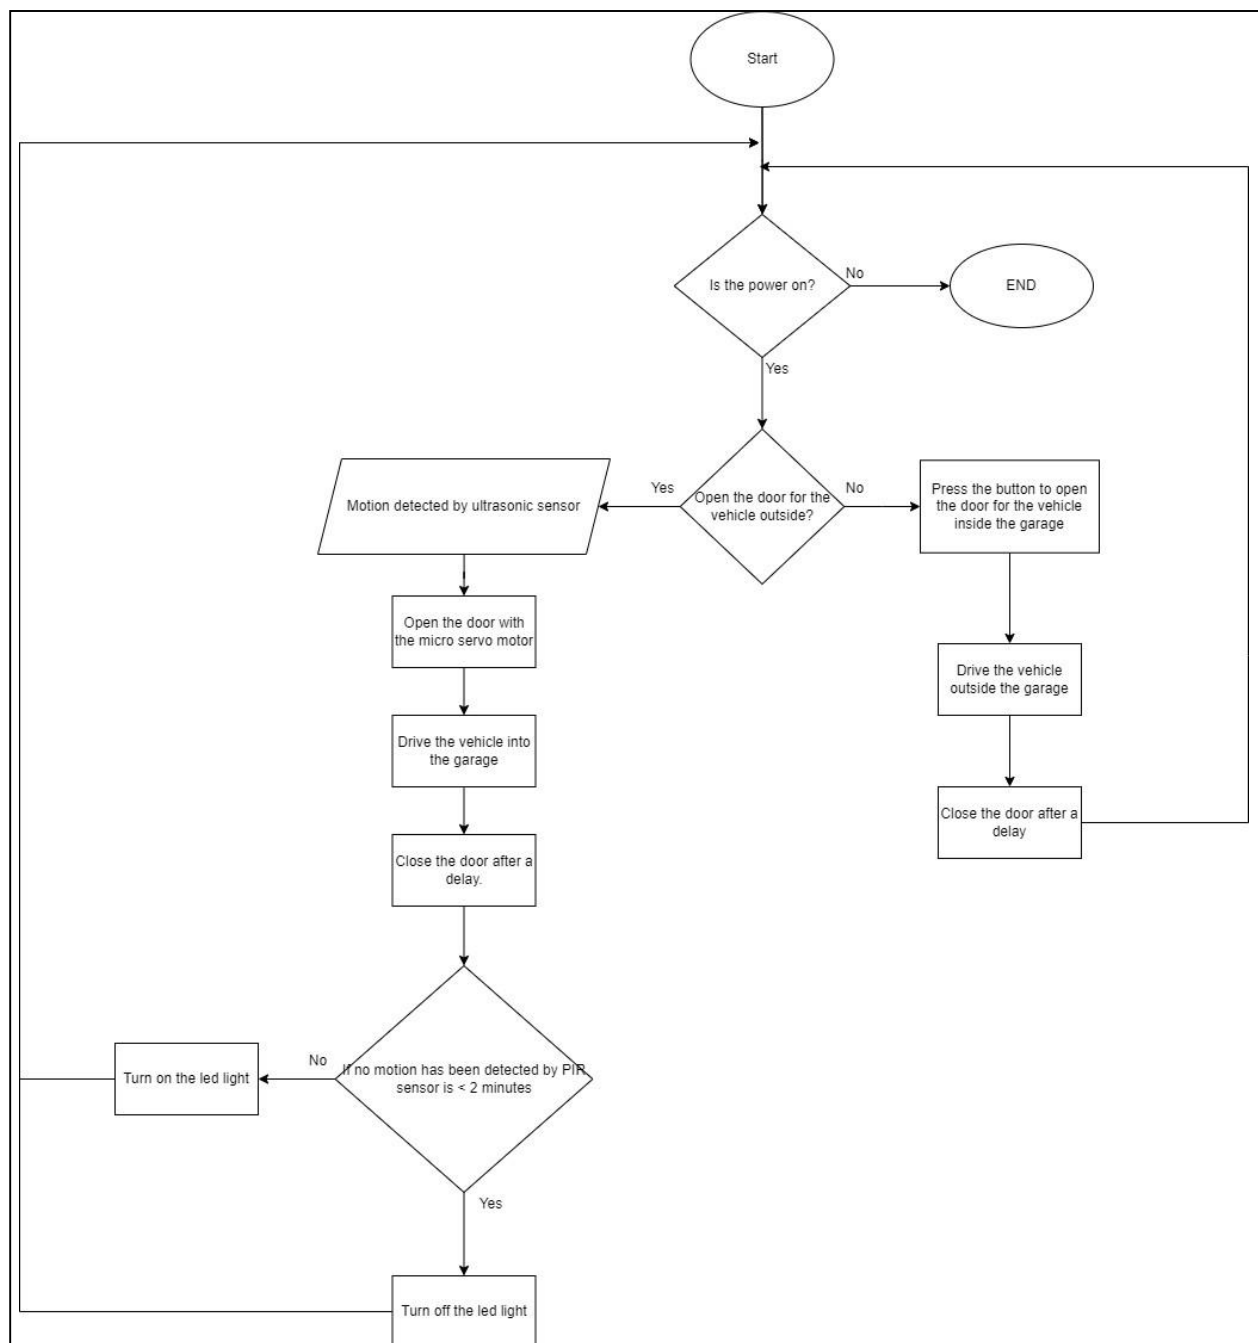 Start
Is the power on?
No
END
Yes
Open the door for the
vehicle outside?
Yes
No
Motion detected by ultrasonic sensor
Press the button to open
the door for the vehicle
inside the garage
Open the door with
the micro servo motor
Drive the vehicle
outside the garage
Drive the vehicle into
the garage
Close the door after a
delay
Close the door after a
delay.
If no motion has been detected by PIR
sensor is < 2 minutes
No
Turn on the led light
Yes
Turn off the led light